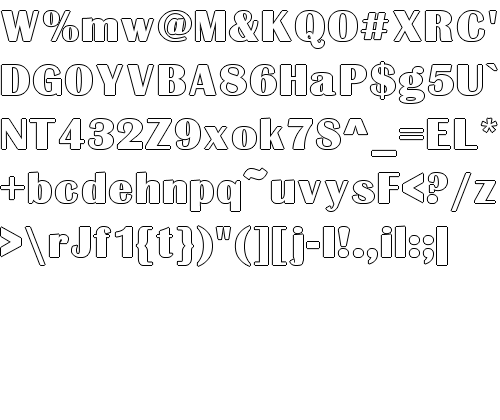 W%mw@M&KQO#XRC'
DGOYVBA86HaP$g5U`
NT432Z9xok7S^_=EL*
+bcdehnpq~uvysF<?/z
>\rJf1{t})"(][j-I!.,il:;|